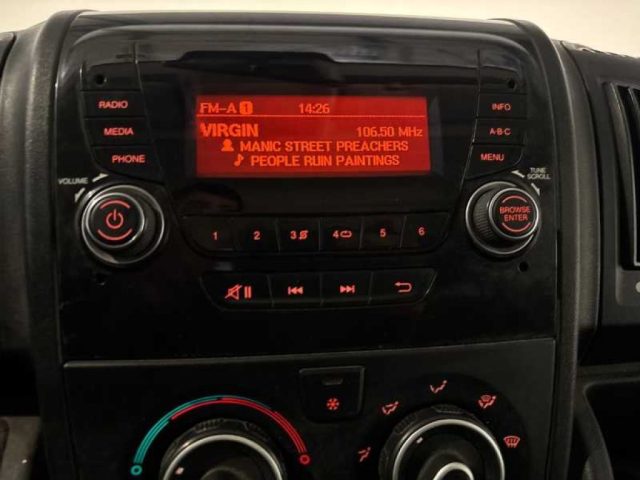 FM-A 1 14:26
RADIO
INFO
VIRGIN 106.50 MHz
MEDIA
A·B·C
MANIC STREET PREACHERS
PHONE
PEOPLE RUIN PAINTINGS
MENU
VOLUME
TUNE
SCROLL
BROWSE
ENTER
1 2 3 4 5 6